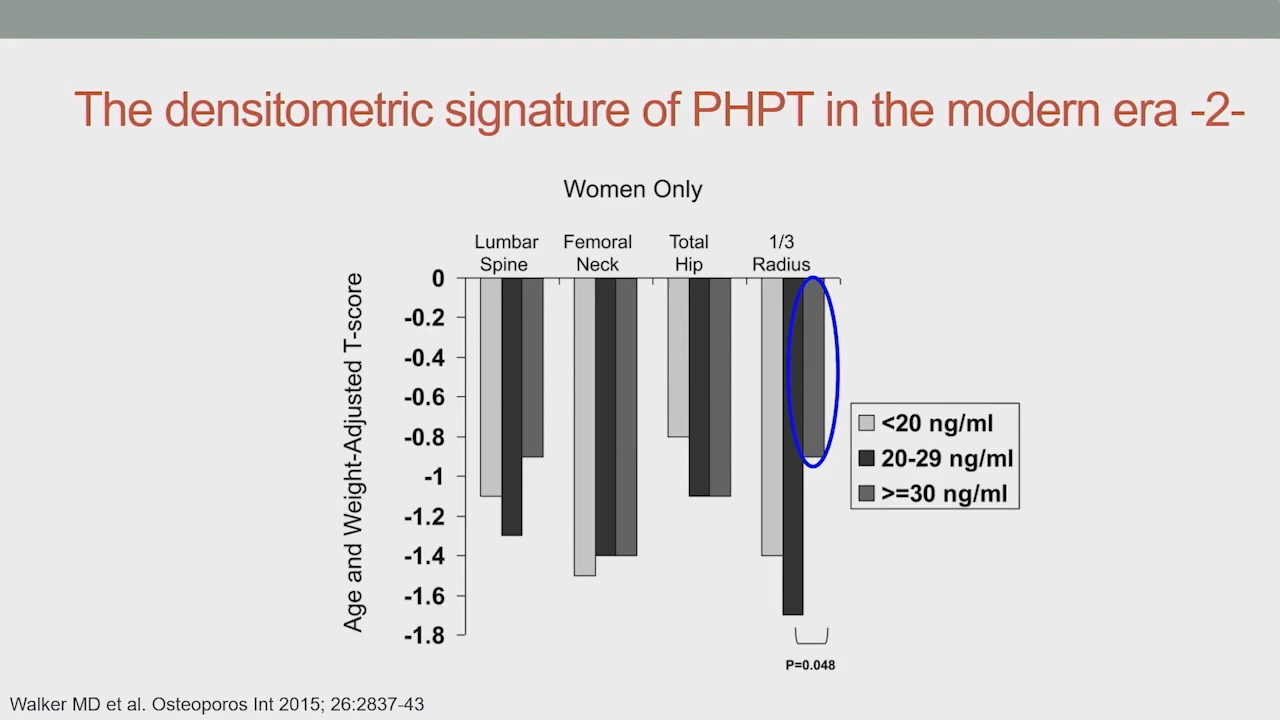 The densitometric signature of PHPT in the modern era -2-
Women Only
Lumbar Spine
Femoral Neck
Total Hip
1/3 Radius
Age and Weight-Adjusted T-score
0
-0.2
-0.4
-0.6
-0.8
-1
-1.2
-1.4
-1.6
-1.8
<20 ng/ml
20-29 ng/ml
>=30 ng/ml
P=0.048
Walker MD et al. Osteoporos Int 2015; 26:2837-43